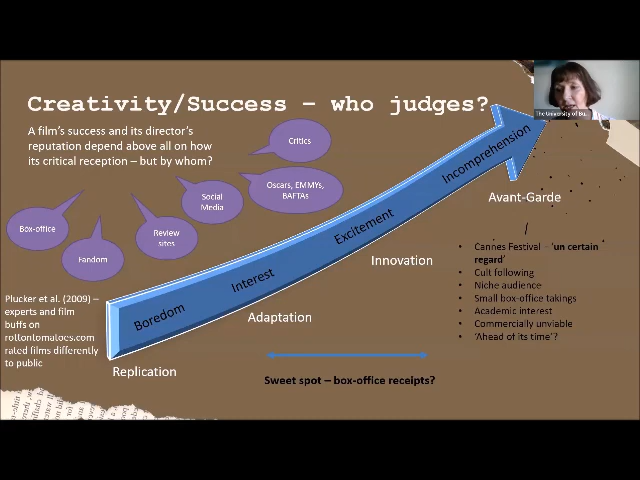 Creativity/Success – who judges?
The University of Bu...
A film's success and its director's
reputation depend above all on how
its critical reception – but by whom?
Critics
Oscars, EMMYs,
BAFTAs
Social
Media
Review
sites
Fandom
Box-office
Boredom
Interest
Excitement
Incomprehension
Replication
Adaptation
Innovation
Avant-Garde
Plucker et al. (2009) –
experts and film
buffs on
rottontomatoes.com
rated films differently
to public
• Cannes Festival – 'un certain
regard'
• Cult following
• Niche audience
• Small box-office takings
• Academic interest
• Commercially unviable
• 'Ahead of its time'?
Sweet spot – box-office receipts?